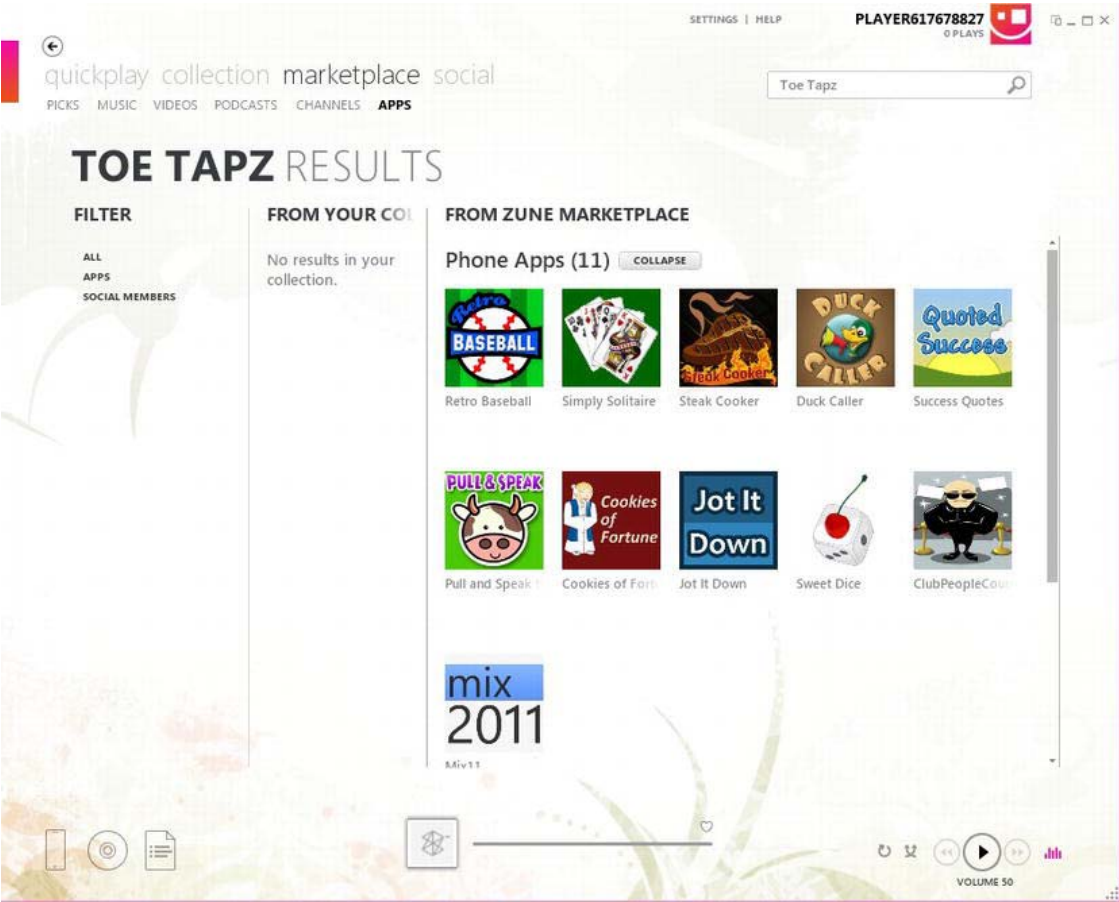 SETTINGS | HELP
PLAYER617678827
0 PLAYS
quickplay collection marketplace social
PICKS MUSIC VIDEOS PODCASTS CHANNELS APPS
Toe Tapz
TOE TAPZ RESULTS
FILTER
ALL
APPS
SOCIAL MEMBERS
FROM YOUR COL
No results in your
collection.
FROM ZUNE MARKETPLACE
Phone Apps (11) COLLAPSE
Retro
BASEBALL
Retro Baseball
Simply Solitaire
Steak Cooker
Steak Cooker
DUCK
CALLER
Duck Caller
Quoted
Success
Success Quotes
PULL & SPEAK
Pull and Speak
Cookies
of
Fortune
Cookies of Fort
Jot It
Down
Jot It Down
Sweet Dice
ClubPeopleCou
mix
2011
Mix11
VOLUME 50